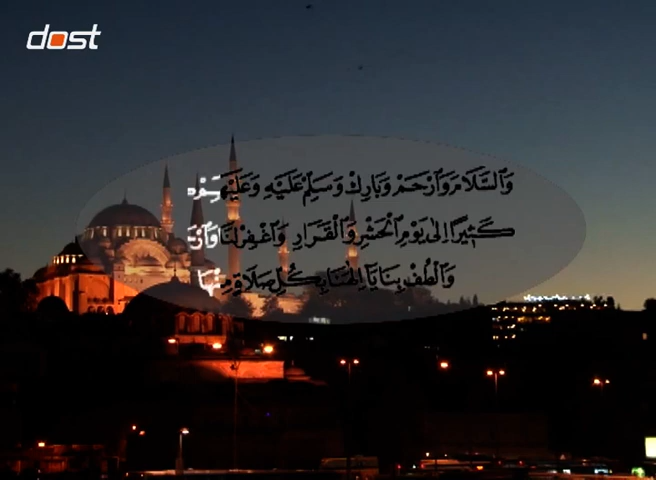 dost
وَالسَّلَامَ وَارْحَمْ وَبَارِكْ وَسَلِّمْ عَلَيْهِ وَعَلَيْهِمْ
كَثِيرًا اِلٰى يَوْمِ الْحَشْرِ وَالْقَرَارِ وَاغْفِرْ لَنَا
وَالْطُفْ بِنَا يَا اِلٰهَنَا بِكُلِّ صَلَاةٍ مِنْهَا